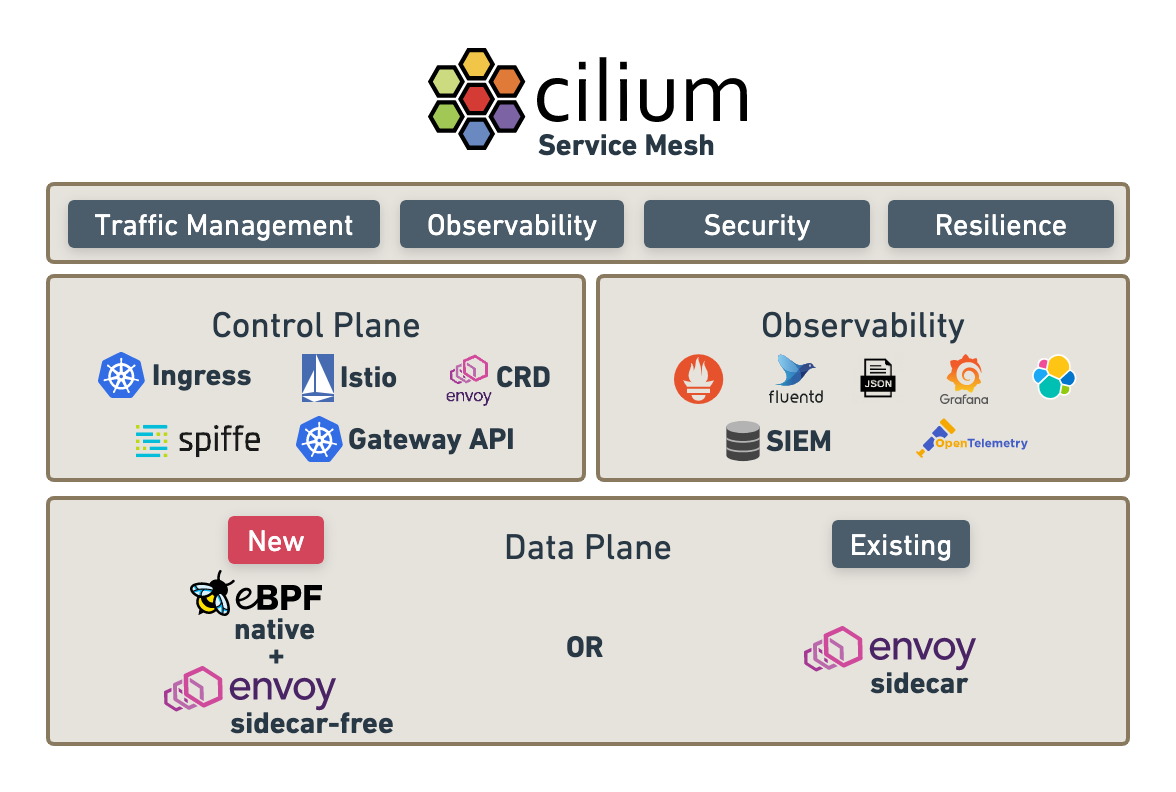 cilium
Service Mesh
Traffic Management
Observability
Security
Resilience
Control Plane
Ingress
Istio
envoy
CRD
spiffe
Gateway API
Observability
fluentd
JSON
Grafana
SIEM
OpenTelemetry
Data Plane
New
eBPF
native
+
envoy
sidecar-free
OR
Existing
envoy
sidecar